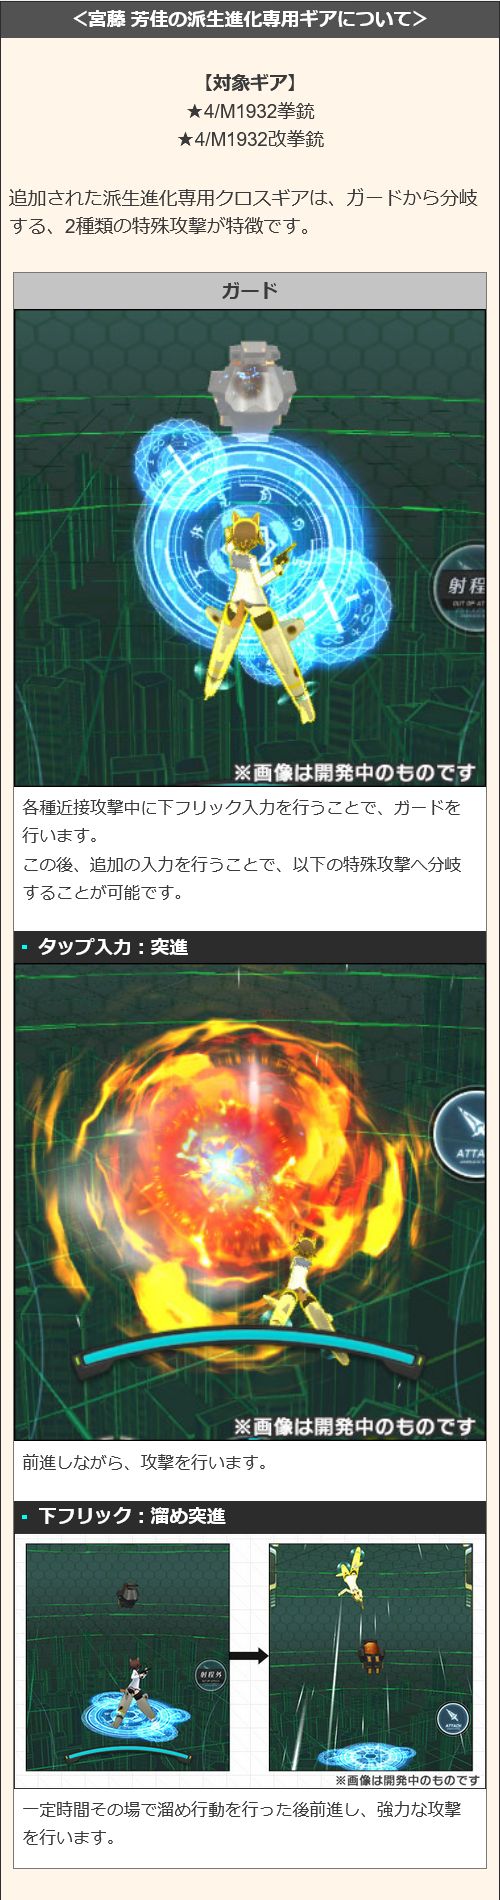 ＜宮藤 芳佳の派生進化専用ギアについて＞
【対象ギア】
★4/M1932拳銃
★4/M1932改拳銃
追加された派生進化専用クロスギアは、ガードから分岐
する、2種類の特殊攻撃が特徴です。
ガード
射程
OUT OF AT
※画像は開発中のものです
各種近接攻撃中に下フリック入力を行うことで、ガードを
行います。
この後、追加の入力を行うことで、以下の特殊攻撃へ分岐
することが可能です。
タップ入力：突進
ATTA
※画像は開発中のものです
前進しながら、攻撃を行います。
下フリック：溜め突進
射程外
ATTACK
※画像は開発中のものです
一定時間その場で溜め行動を行った後前進し、強力な攻撃
を行います。